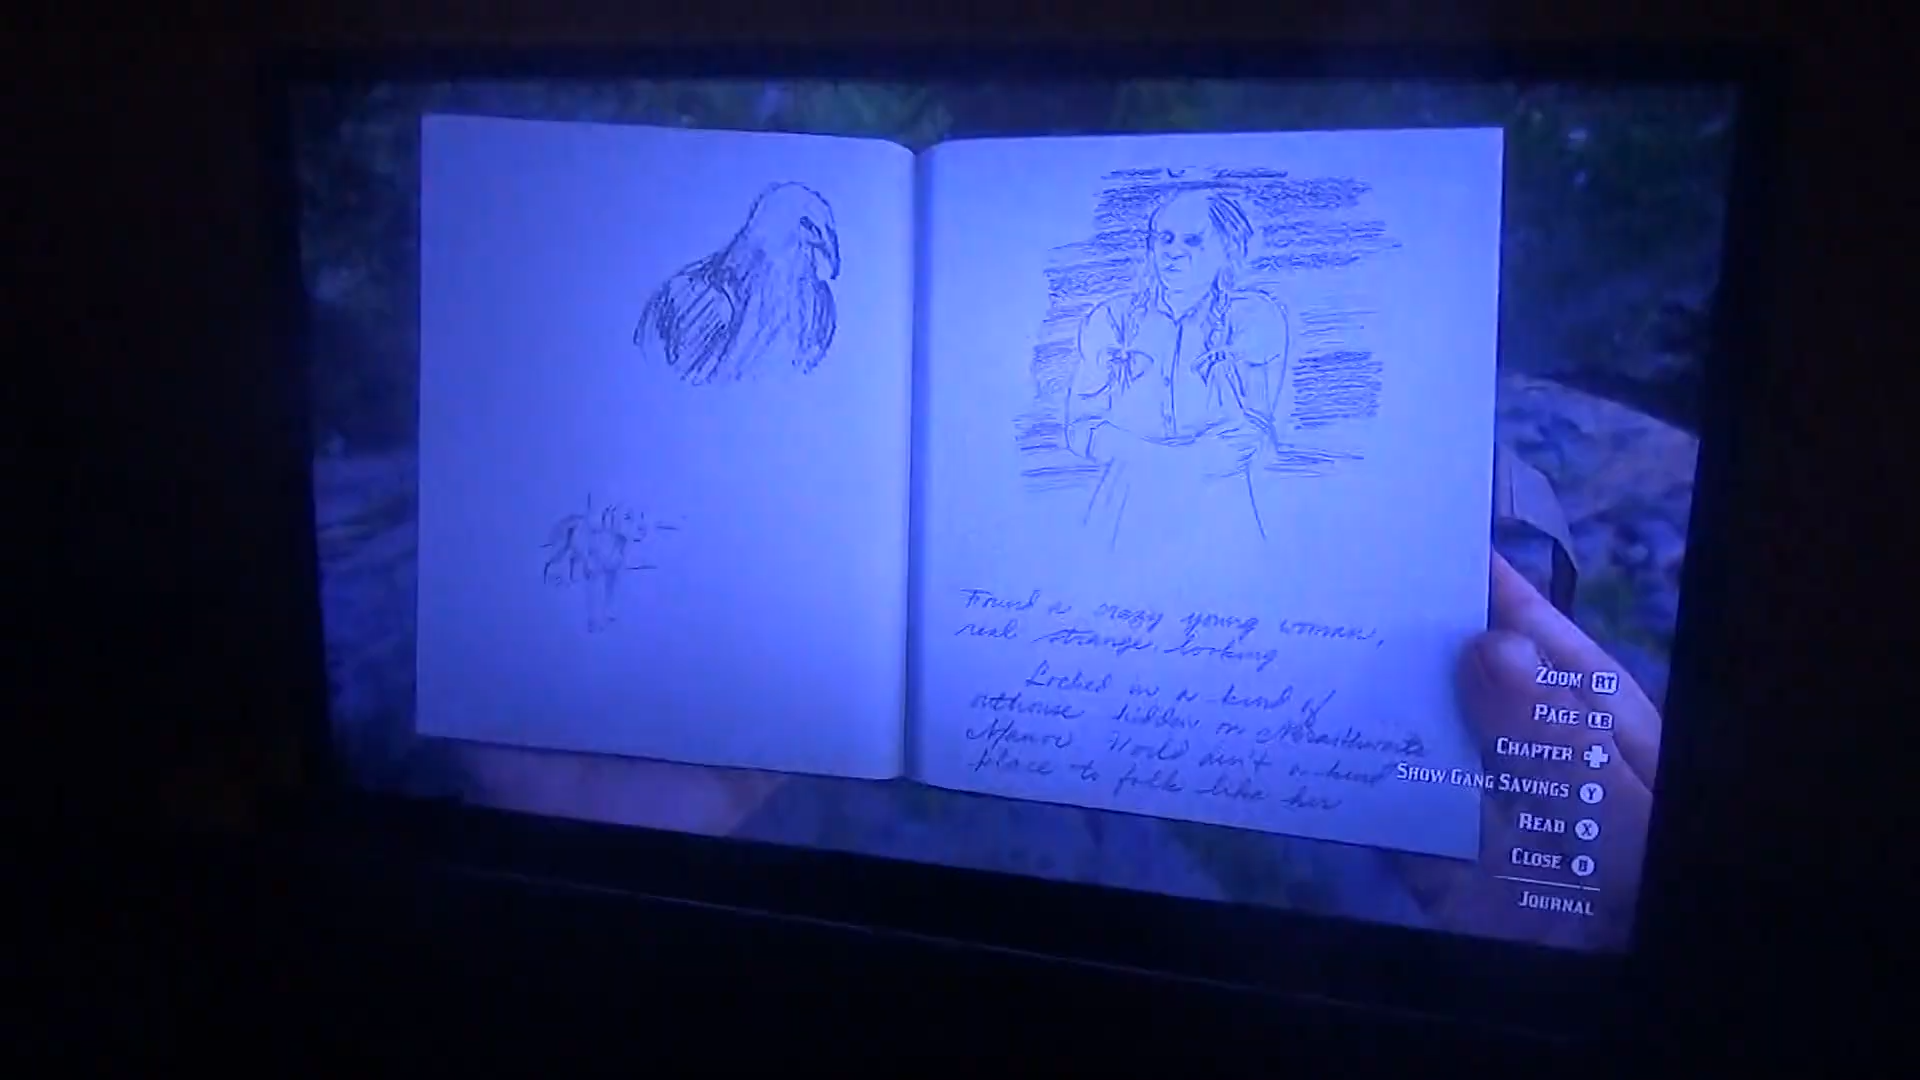 Found a crazy young woman,
real strange looking
Locked in a kind of
outhouse hidden on Braithwaite
Manor World ain't a kind
place to folk like her
ZOOM RT
PAGE LB
CHAPTER
SHOW GANG SAVINGS Y
READ X
CLOSE B
JOURNAL